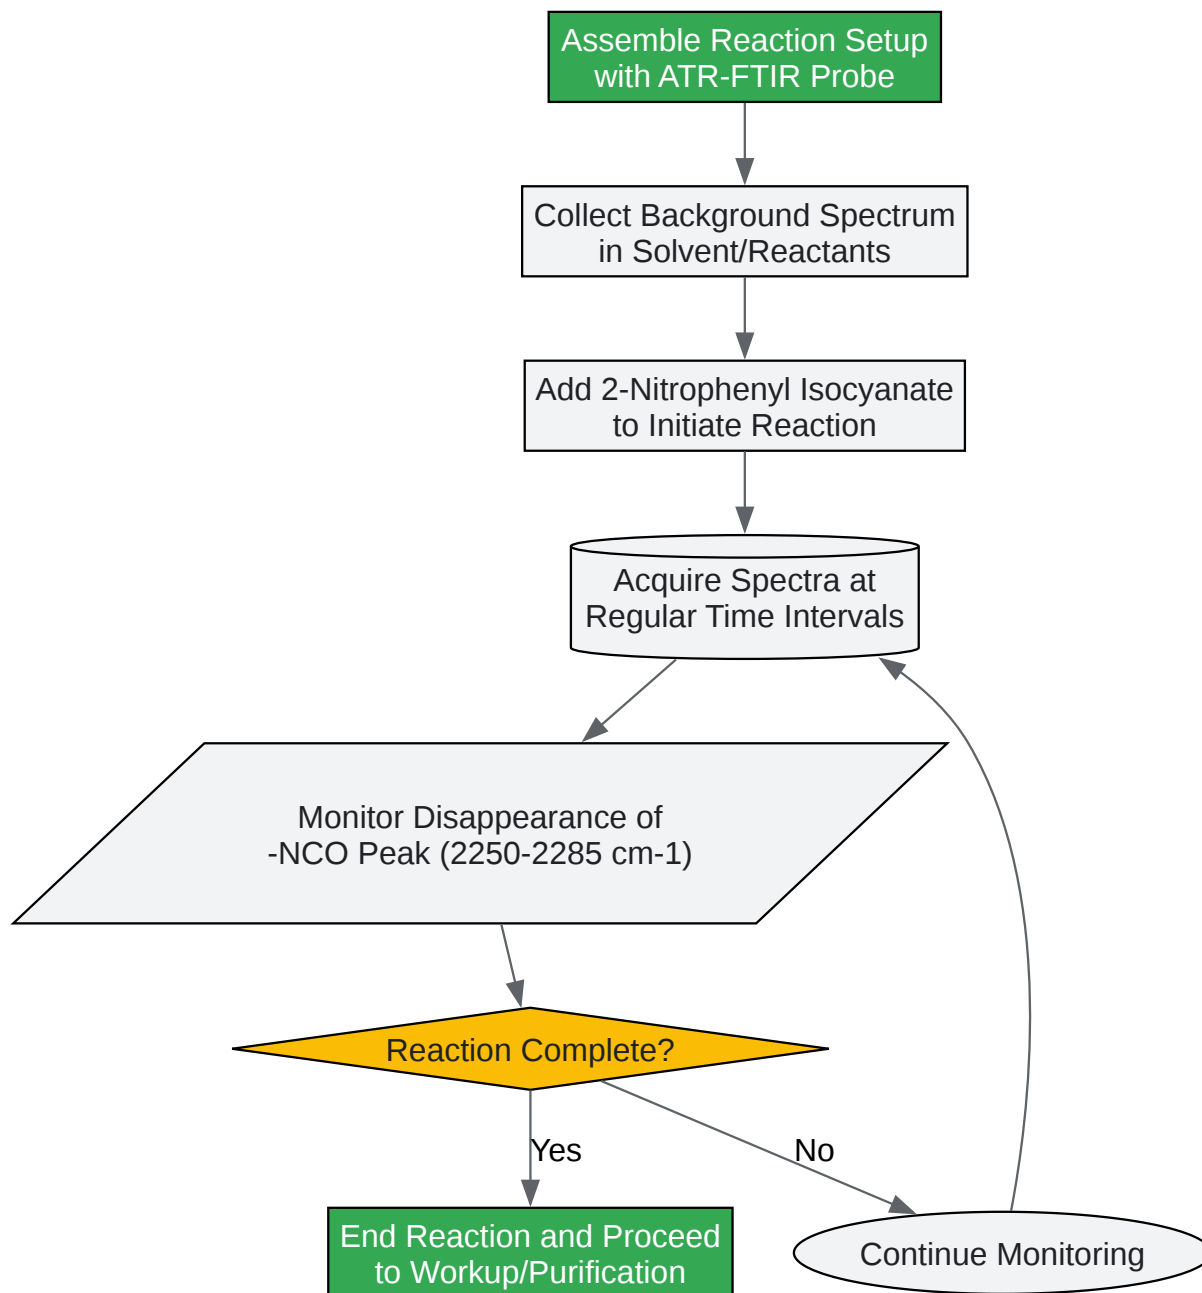 Assemble Reaction Setup
with ATR-FTIR Probe
Collect Background Spectrum
in Solvent/Reactants
Add 2-Nitrophenyl Isocyanate
to Initiate Reaction
Acquire Spectra at
Regular Time Intervals
Monitor Disappearance of
-NCO Peak (2250-2285 cm-1)
Reaction Complete?
Yes
No
End Reaction and Proceed
to Workup/Purification
Continue Monitoring